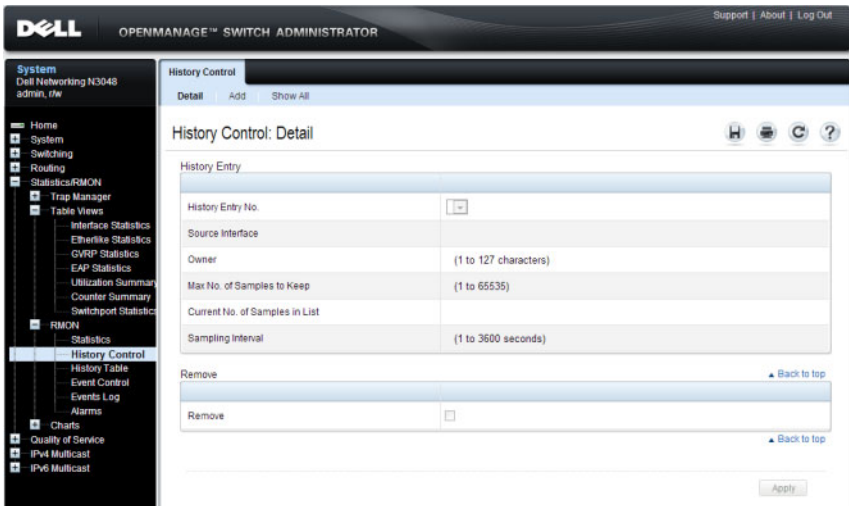 Support | About | Log Out
DELL
OPENMANAGE™ SWITCH ADMINISTRATOR
System
Dell Networking N3048
admin, r/w
Home
System
Switching
Routing
Statistics/RMON
Trap Manager
Table Views
Interface Statistics
Etherlike Statistics
GVRP Statistics
EAP Statistics
Utilization Summary
Counter Summary
Switchport Statistics
RMON
Statistics
History Control
History Table
Event Control
Events Log
Alarms
Charts
Quality of Service
IPv4 Multicast
IPv6 Multicast
History Control
Detail Add Show All
History Control: Detail
History Entry
History Entry No.
Source Interface
Owner (1 to 127 characters)
Max No. of Samples to Keep (1 to 65535)
Current No. of Samples in List
Sampling Interval (1 to 3600 seconds)
Remove Back to top
Remove
Back to top
Apply